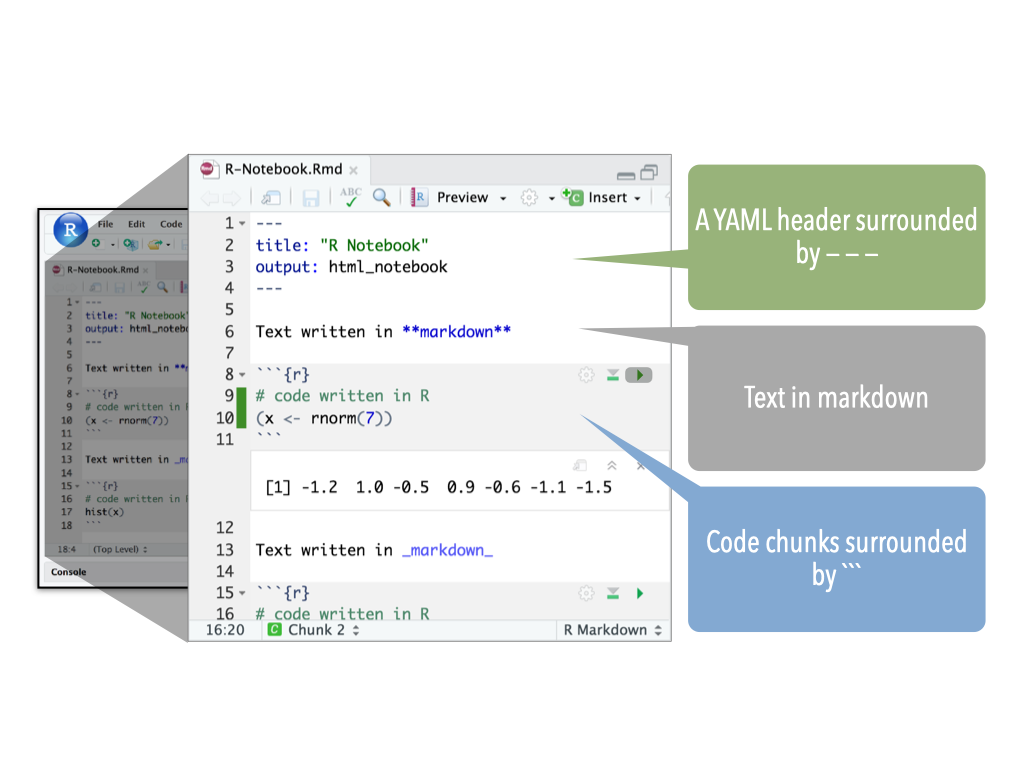 R-Notebook.Rmd
ABC
Preview
Insert
1 ---
2 title: "R Notebook"
3 output: html_notebook
4 ---
5
6 Text written in **markdown**
7
8 ```{r}
9 # code written in R
10 (x <- rnorm(7))
11 ```
[1] -1.2 1.0 -0.5 0.9 -0.6 -1.1 -1.5
12
13 Text written in _markdown_
14
15 ```{r}
16 # code written in R
16:20 C Chunk 2 R Markdown
R File Edit Code
R-Notebook.Rmd
ABC
1 ---
2 title: "R Notebook"
3 output: html_noteb
4 ---
5
6 Text written in **
7
8 ```{r}
9 # code written in
10 (x <- rnorm(7))
11 ```
12
13 Text written in _m
14
15 ```{r}
16 # code written in
17 hist(x)
18 ```
18:4 (Top Level)
Console
A YAML header surrounded
by – – –
Text in markdown
Code chunks surrounded
by ```